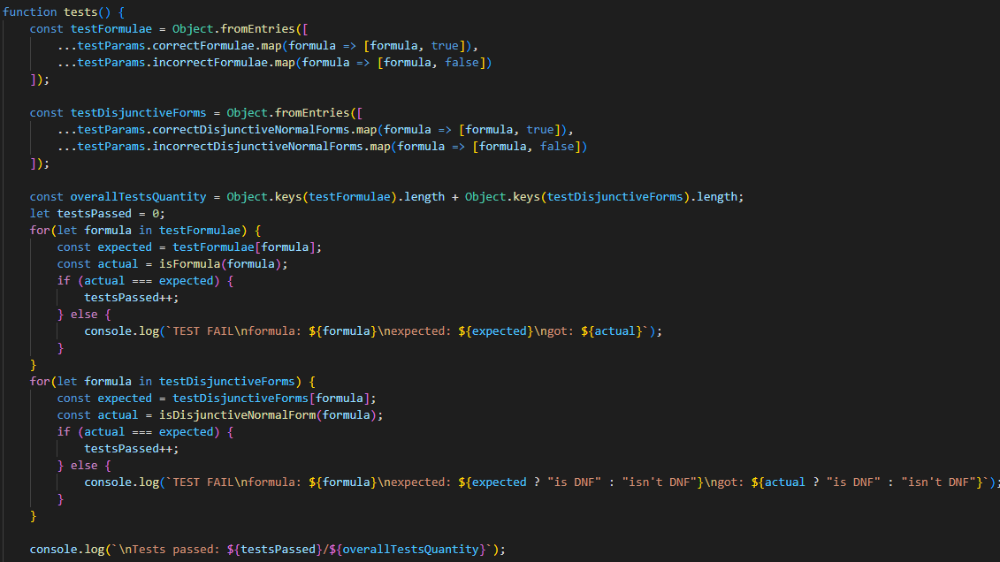 function tests() {
    const testFormulae = Object.fromEntries([
        ...testParams.correctFormulae.map(formula => [formula, true]),
        ...testParams.incorrectFormulae.map(formula => [formula, false])
    ]);

    const testDisjunctiveForms = Object.fromEntries([
        ...testParams.correctDisjunctiveNormalForms.map(formula => [formula, true]),
        ...testParams.incorrectDisjunctiveNormalForms.map(formula => [formula, false])
    ]);

    const overallTestsQuantity = Object.keys(testFormulae).length + Object.keys(testDisjunctiveForms).length;
    let testsPassed = 0;
    for(let formula in testFormulae) {
        const expected = testFormulae[formula];
        const actual = isFormula(formula);
        if (actual === expected) {
            testsPassed++;
        } else {
            console.log(`TEST FAIL\nformula: ${formula}\nexpected: ${expected}\ngot: ${actual}`);
        }
    }
    for(let formula in testDisjunctiveForms) {
        const expected = testDisjunctiveForms[formula];
        const actual = isDisjunctiveNormalForm(formula);
        if (actual === expected) {
            testsPassed++;
        } else {
            console.log(`TEST FAIL\nformula: ${formula}\nexpected: ${expected ? "is DNF" : "isn't DNF"}\ngot: ${actual ? "is DNF" : "isn't DNF"}`);
        }
    }

    console.log(`\nTests passed: ${testsPassed}/${overallTestsQuantity}`);